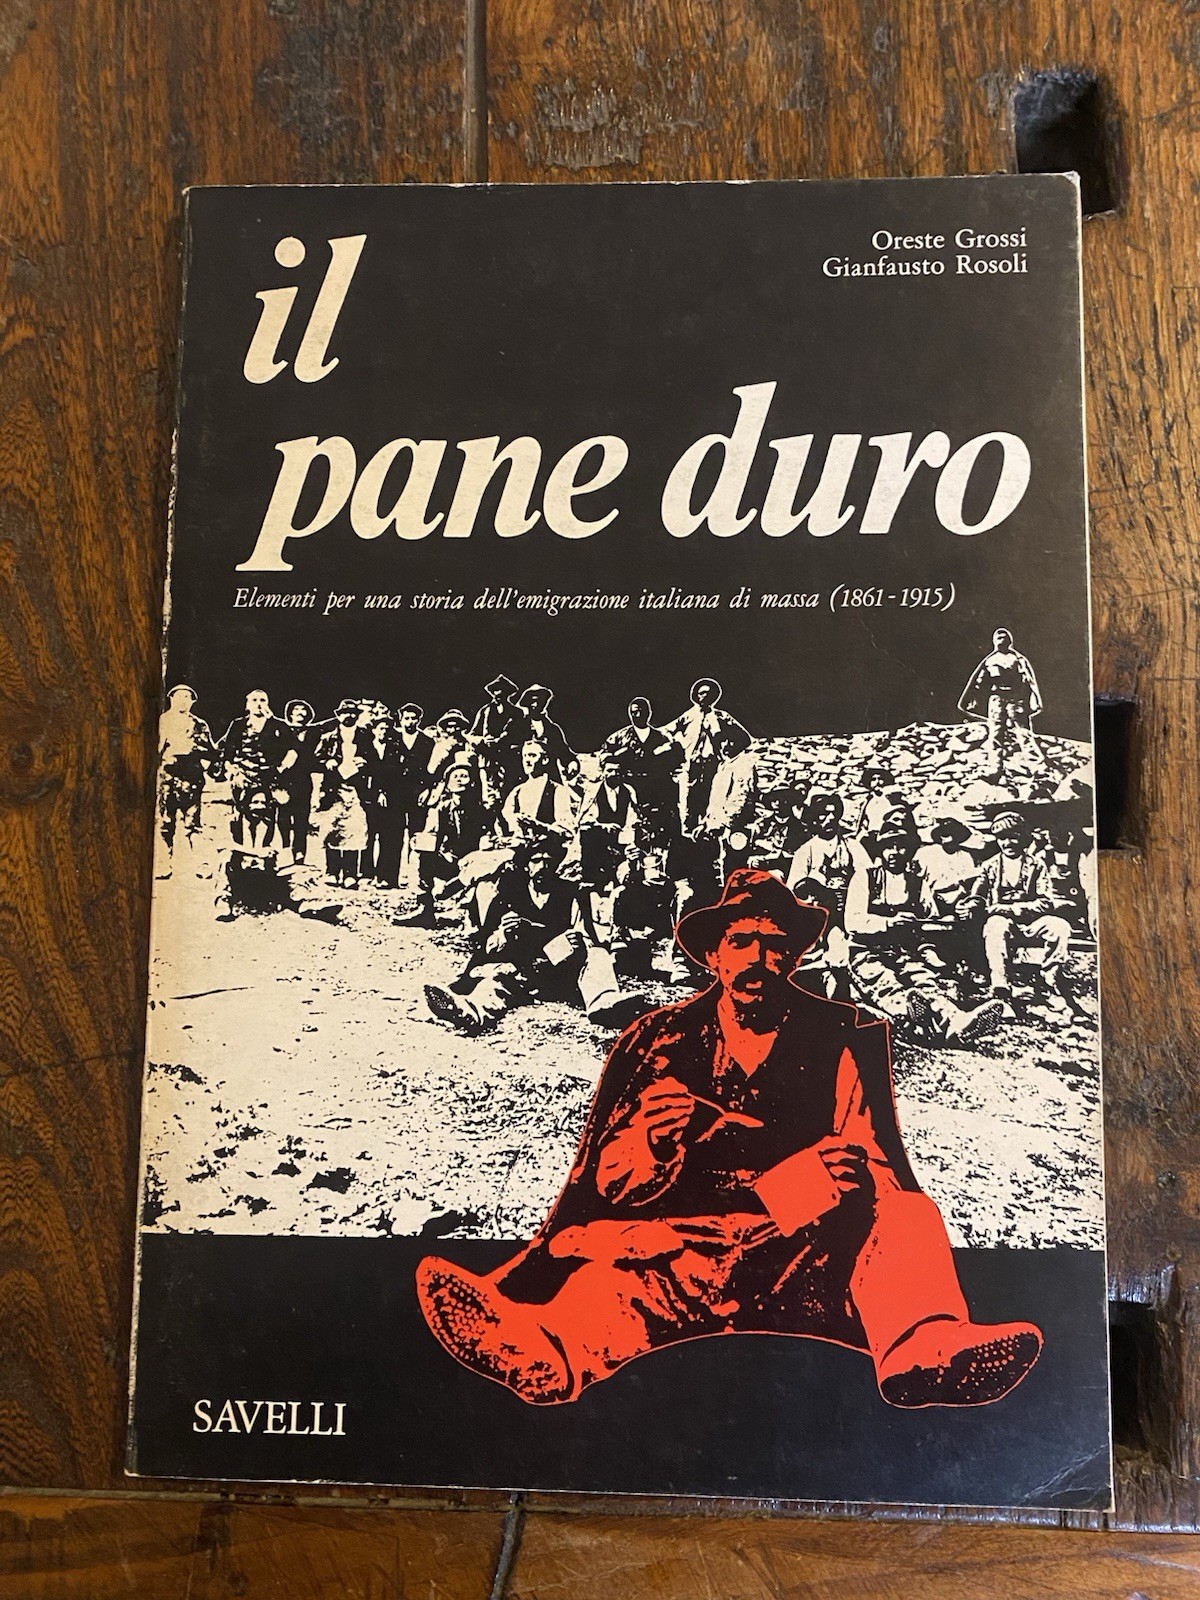 Oreste Grossi
Gianfausto Rosoli
il
pane duro
Elementi per una storia dell'emigrazione italiana di massa (1861-1915)
SAVELLI